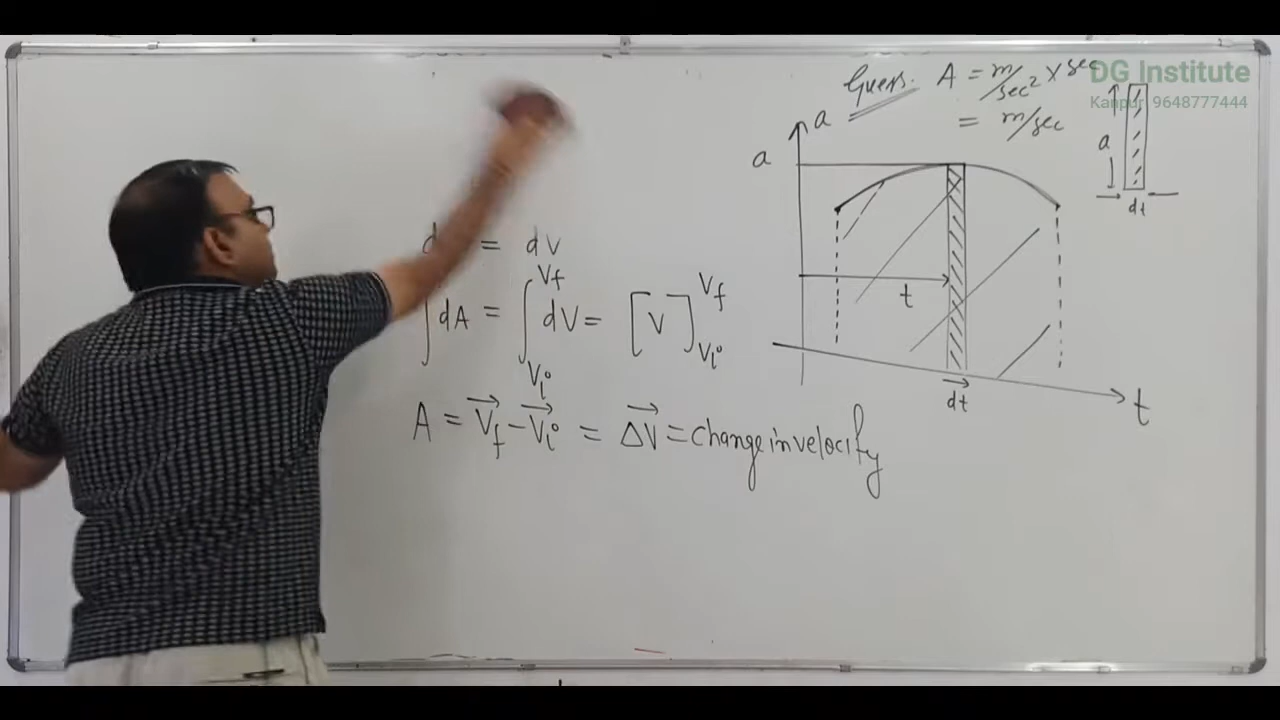 Guess. A = m/sec² × sec
= m/sec
DG Institute
Kanpur 9648777444
a
a
a
dt
t
dt
t
= dV
∫dA = ∫ Vf Vi dV = [V] Vf Vi
A = V⃗f - V⃗i = ΔV⃗ = Change in velocity